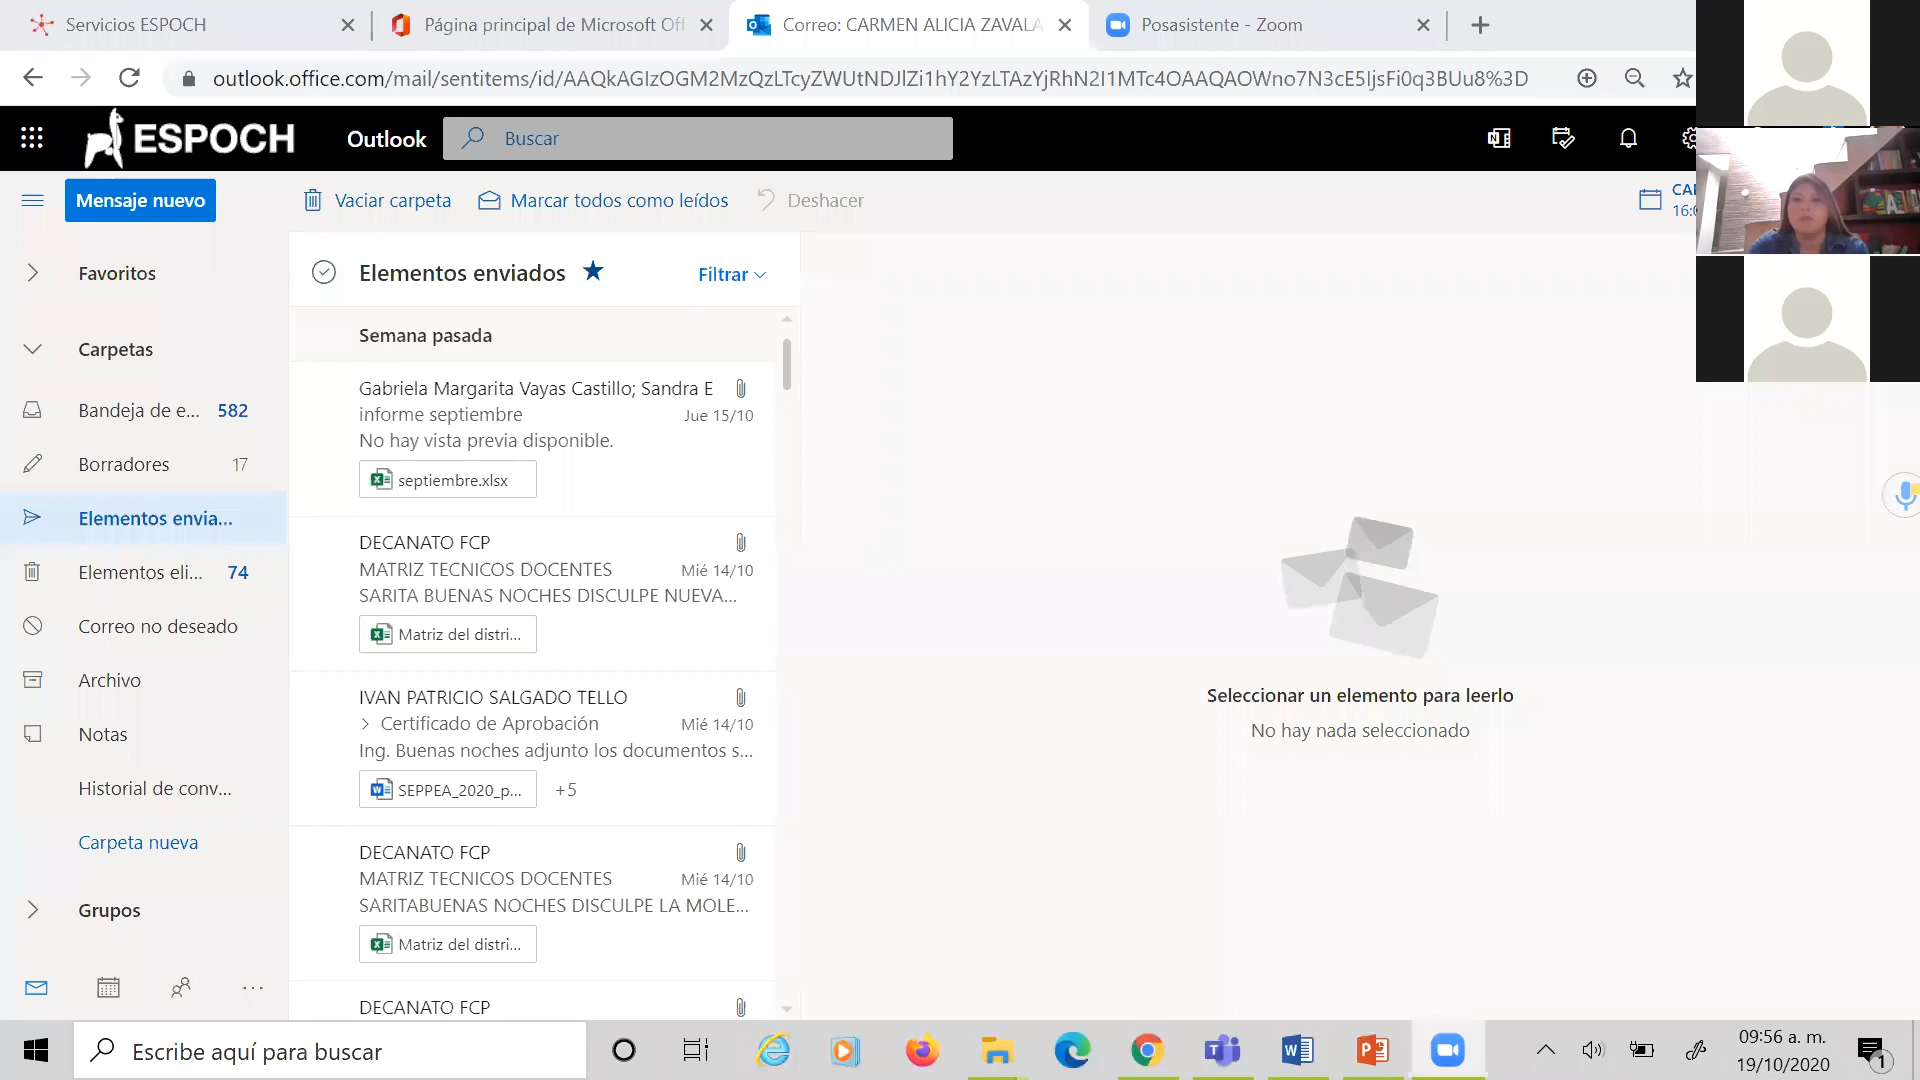 Servicios ESPOCH
Página principal de Microsoft Off
Correo: CARMEN ALICIA ZAVALA
Posasistente - Zoom
outlook.office.com/mail/sentitems/id/AAQkAGIzOGM2MzQzLTcyZWUtNDJlZi1hY2YzLTAzYjRhN2I1MTc4OAAQAOWno7N3cE5IjsFi0q3BUu8%3D
ESPOCH
Outlook
Buscar
Mensaje nuevo
Vaciar carpeta
Marcar todos como leídos
Deshacer
16:
Favoritos
Carpetas
Bandeja de e... 582
Borradores 17
Elementos envia...
Elementos eli... 74
Correo no deseado
Archivo
Notas
Historial de conv...
Carpeta nueva
Grupos
Elementos enviados
Filtrar
Semana pasada
Gabriela Margarita Vayas Castillo; Sandra E
informe septiembre Jue 15/10
No hay vista previa disponible.
septiembre.xlsx
DECANATO FCP
MATRIZ TECNICOS DOCENTES Mié 14/10
SARITA BUENAS NOCHES DISCULPE NUEVA...
Matriz del distri...
IVAN PATRICIO SALGADO TELLO
Certificado de Aprobación Mié 14/10
Ing. Buenas noches adjunto los documentos s...
SEPPEA_2020_p... +5
DECANATO FCP
MATRIZ TECNICOS DOCENTES Mié 14/10
SARITABUENAS NOCHES DISCULPE LA MOLE...
Matriz del distri...
DECANATO FCP
Seleccionar un elemento para leerlo
No hay nada seleccionado
Escribe aquí para buscar
09:56 a. m.
19/10/2020
1